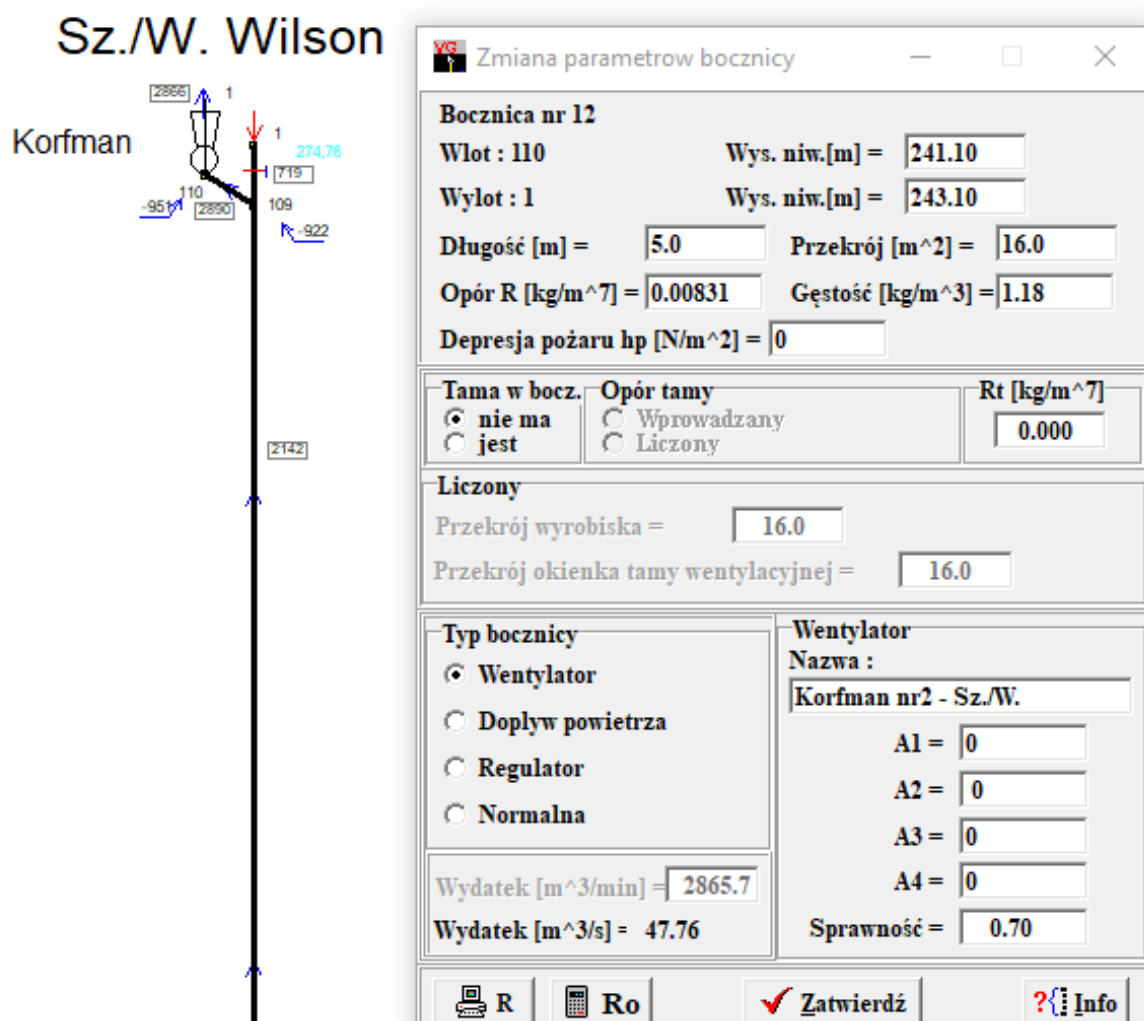 Sz./W. Wilson
2866
1
Korfman
1
274,76
719
110
-951
2890
109
-922
2142
VG
Zmiana parametrow bocznicy
Bocznica nr 12
Wlot : 110 Wys. niw.[m] = 241.10
Wylot : 1 Wys. niw.[m] = 243.10
Długość [m] = 5.0 Przekrój [m^2] = 16.0
Opór R [kg/m^7] = 0.00831 Gęstość [kg/m^3] = 1.18
Depresja pożaru hp [N/m^2] = 0
Tama w bocz. Opór tamy Rt [kg/m^7]
nie ma Wprowadzany 0.000
jest Liczony
Liczony
Przekrój wyrobiska = 16.0
Przekrój okienka tamy wentylacyjnej = 16.0
Typ bocznicy
Wentylator
Doplyw powietrza
Regulator
Normalna
Wydatek [m^3/min] = 2865.7
Wydatek [m^3/s] = 47.76
Wentylator
Nazwa :
Korfman nr2 - Sz./W.
A1 = 0
A2 = 0
A3 = 0
A4 = 0
Sprawność = 0.70
R Ro Zatwierdź ?{ Info